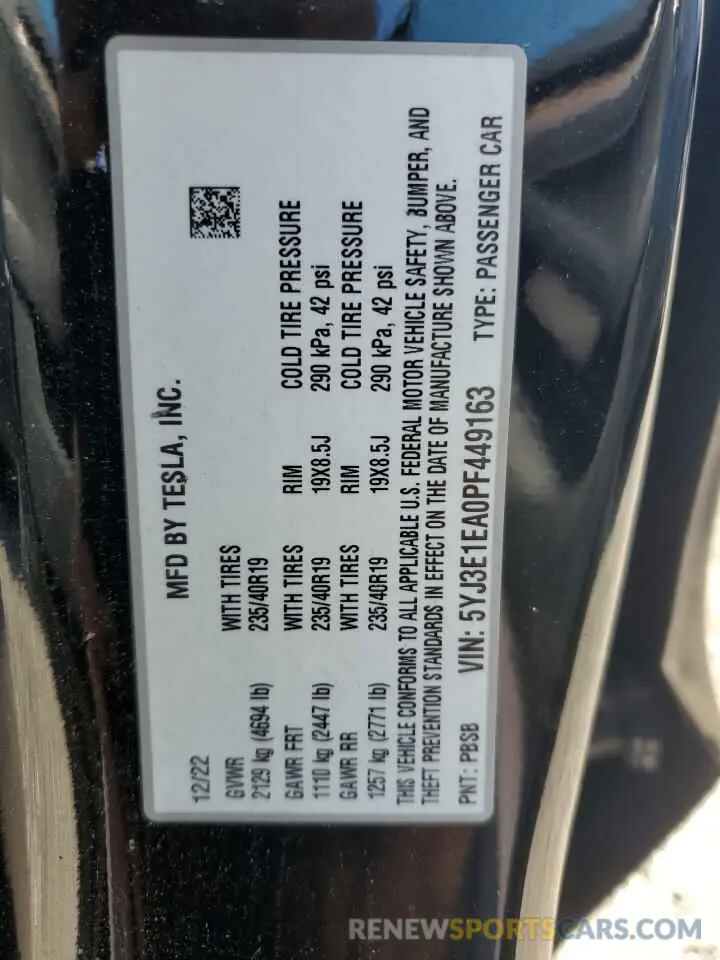 MFD BY TESLA, INC.
12/22
GVWR WITH TIRES
2129 kg (4694 lb) 235/40R19
GAWR FRT WITH TIRES RIM COLD TIRE PRESSURE
1110 kg (2447 lb) 235/40R19 19X8.5J 290 kPa, 42 psi
GAWR RR WITH TIRES RIM COLD TIRE PRESSURE
1257 kg (2771 lb) 235/40R19 19X8.5J 290 kPa, 42 psi
THIS VEHICLE CONFORMS TO ALL APPLICABLE U.S. FEDERAL MOTOR VEHICLE SAFETY, BUMPER, AND
THEFT PREVENTION STANDARDS IN EFFECT ON THE DATE OF MANUFACTURE SHOWN ABOVE.
PNT: PBSB VIN: 5YJ3E1EA0PF449163 TYPE: PASSENGER CAR
RENEWSPORTSCARS.COM